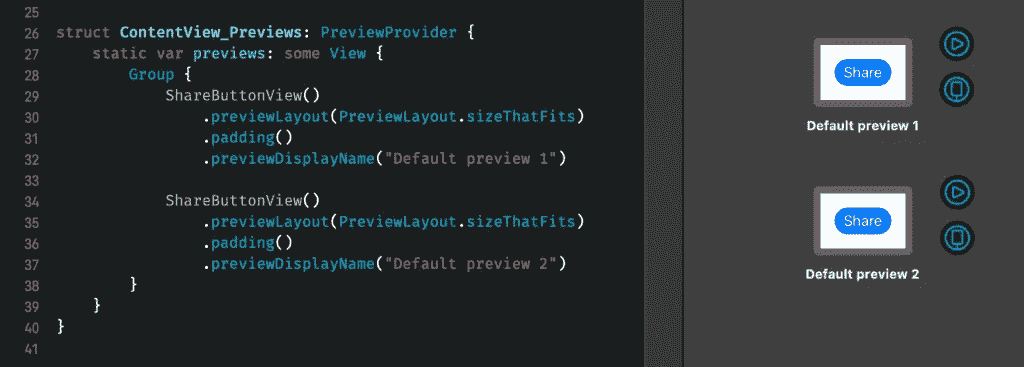 25
26 struct ContentView_Previews: PreviewProvider {
27     static var previews: some View {
28         Group {
29             ShareButtonView()
30                 .previewLayout(PreviewLayout.sizeThatFits)
31                 .padding()
32                 .previewDisplayName("Default preview 1")
33
34             ShareButtonView()
35                 .previewLayout(PreviewLayout.sizeThatFits)
36                 .padding()
37                 .previewDisplayName("Default preview 2")
38         }
39     }
40 }
41
Share
Default preview 1
Share
Default preview 2